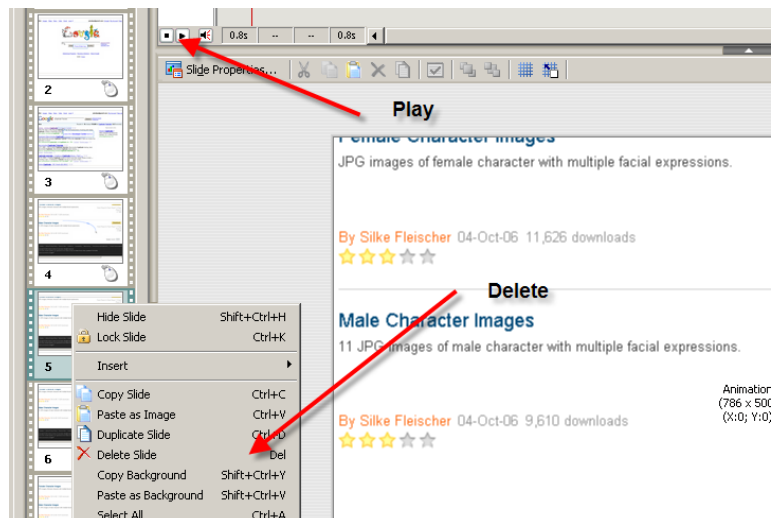 Google
0.8s -- -- 0.8s
Slide Properties...
2
Play
Female Character Images
JPG images of female character with multiple facial expressions.
3
By Silke Fleischer 04-Oct-06 11,626 downloads
4
Delete
Hide Slide Shift+Ctrl+H
Lock Slide Ctrl+K
5
Insert
Copy Slide Ctrl+C
Paste as Image Ctrl+V
Duplicate Slide Ctrl+D
Delete Slide Del
6
Copy Background Shift+Ctrl+Y
Paste as Background Shift+Ctrl+V
Select All Ctrl+A
Male Character Images
11 JPG images of male character with multiple facial expressions.
Animation
(786 x 500
(X:0; Y:0)
By Silke Fleischer 04-Oct-06 9,610 downloads